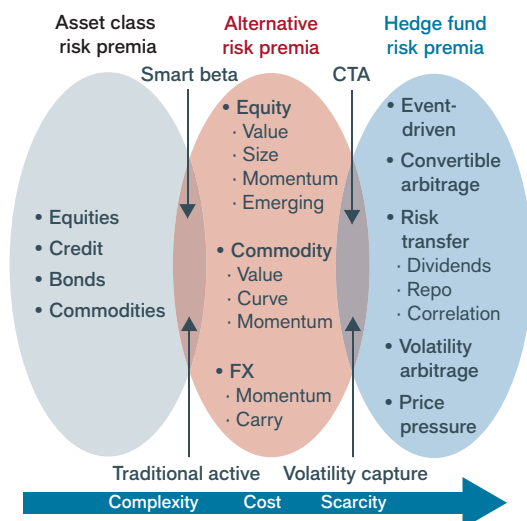 Asset class
risk premia
Alternative
risk premia
Hedge fund
risk premia
Smart beta
CTA
• Equities
• Credit
• Bonds
• Commodities
• Equity
· Value
· Size
· Momentum
· Emerging
• Commodity
· Value
· Curve
· Momentum
• FX
· Momentum
· Carry
• Event-
driven
• Convertible
arbitrage
• Risk
transfer
· Dividends
· Repo
· Correlation
• Volatility
arbitrage
• Price
pressure
Traditional active
Volatility capture
Complexity Cost Scarcity